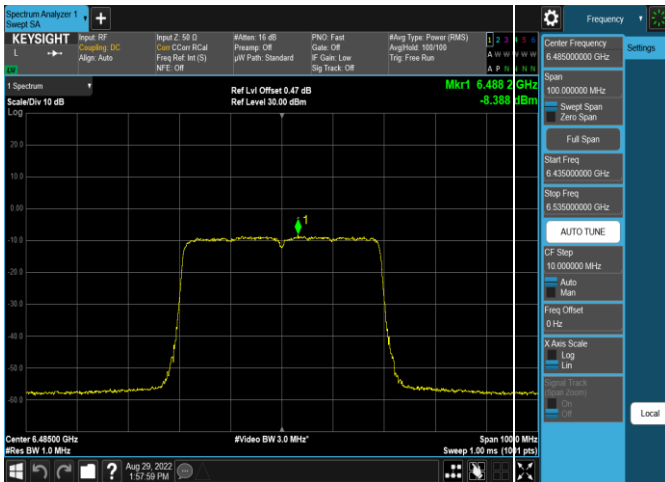 Spectrum Analyzer 1
Swept SA
Frequency
KEYSIGHT
L
LV
Input: RF
Coupling: DC
Align: Auto
Input Z: 50 Ω
Corr CCorr RCal
Freq Ref: Int (S)
NFE: Off
#Atten: 16 dB
Preamp: Off
µW Path: Standard
PNO: Fast
Gate: Off
IF Gain: Low
Sig Track: Off
#Avg Type: Power (RMS)
Avg|Hold: 100/100
Trig: Free Run
1 2 3 4 5 6
A W W W W W
A P N N N N
1 Spectrum
Scale/Div 10 dB
Log
Ref Lvl Offset 0.47 dB
Ref Level 30.00 dBm
Mkr1 6.488 2 GHz
-8.388 dBm
20.0
10.0
0.00
-10.0
-20.0
-30.0
-40.0
-50.0
-60.0
1
Center 6.48500 GHz
#Res BW 1.0 MHz
#Video BW 3.0 MHz*
Span 100.0 MHz
Sweep 1.00 ms (1001 pts)
Aug 29, 2022
1:57:59 PM
Center Frequency
6.485000000 GHz
Span
100.000000 MHz
Swept Span
Zero Span
Full Span
Start Freq
6.435000000 GHz
Stop Freq
6.535000000 GHz
AUTO TUNE
CF Step
10.000000 MHz
Auto
Man
Freq Offset
0 Hz
X Axis Scale
Log
Lin
Signal Track
(Span Zoom)
On
Off
Settings
Local